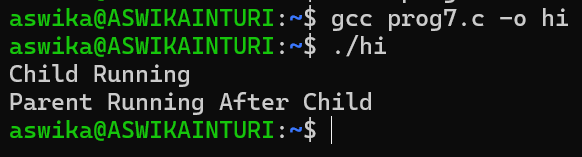 aswika@ASWIKAINTURI:~$ gcc prog7.c -o hi
aswika@ASWIKAINTURI:~$ ./hi
Child Running
Parent Running After Child
aswika@ASWIKAINTURI:~$